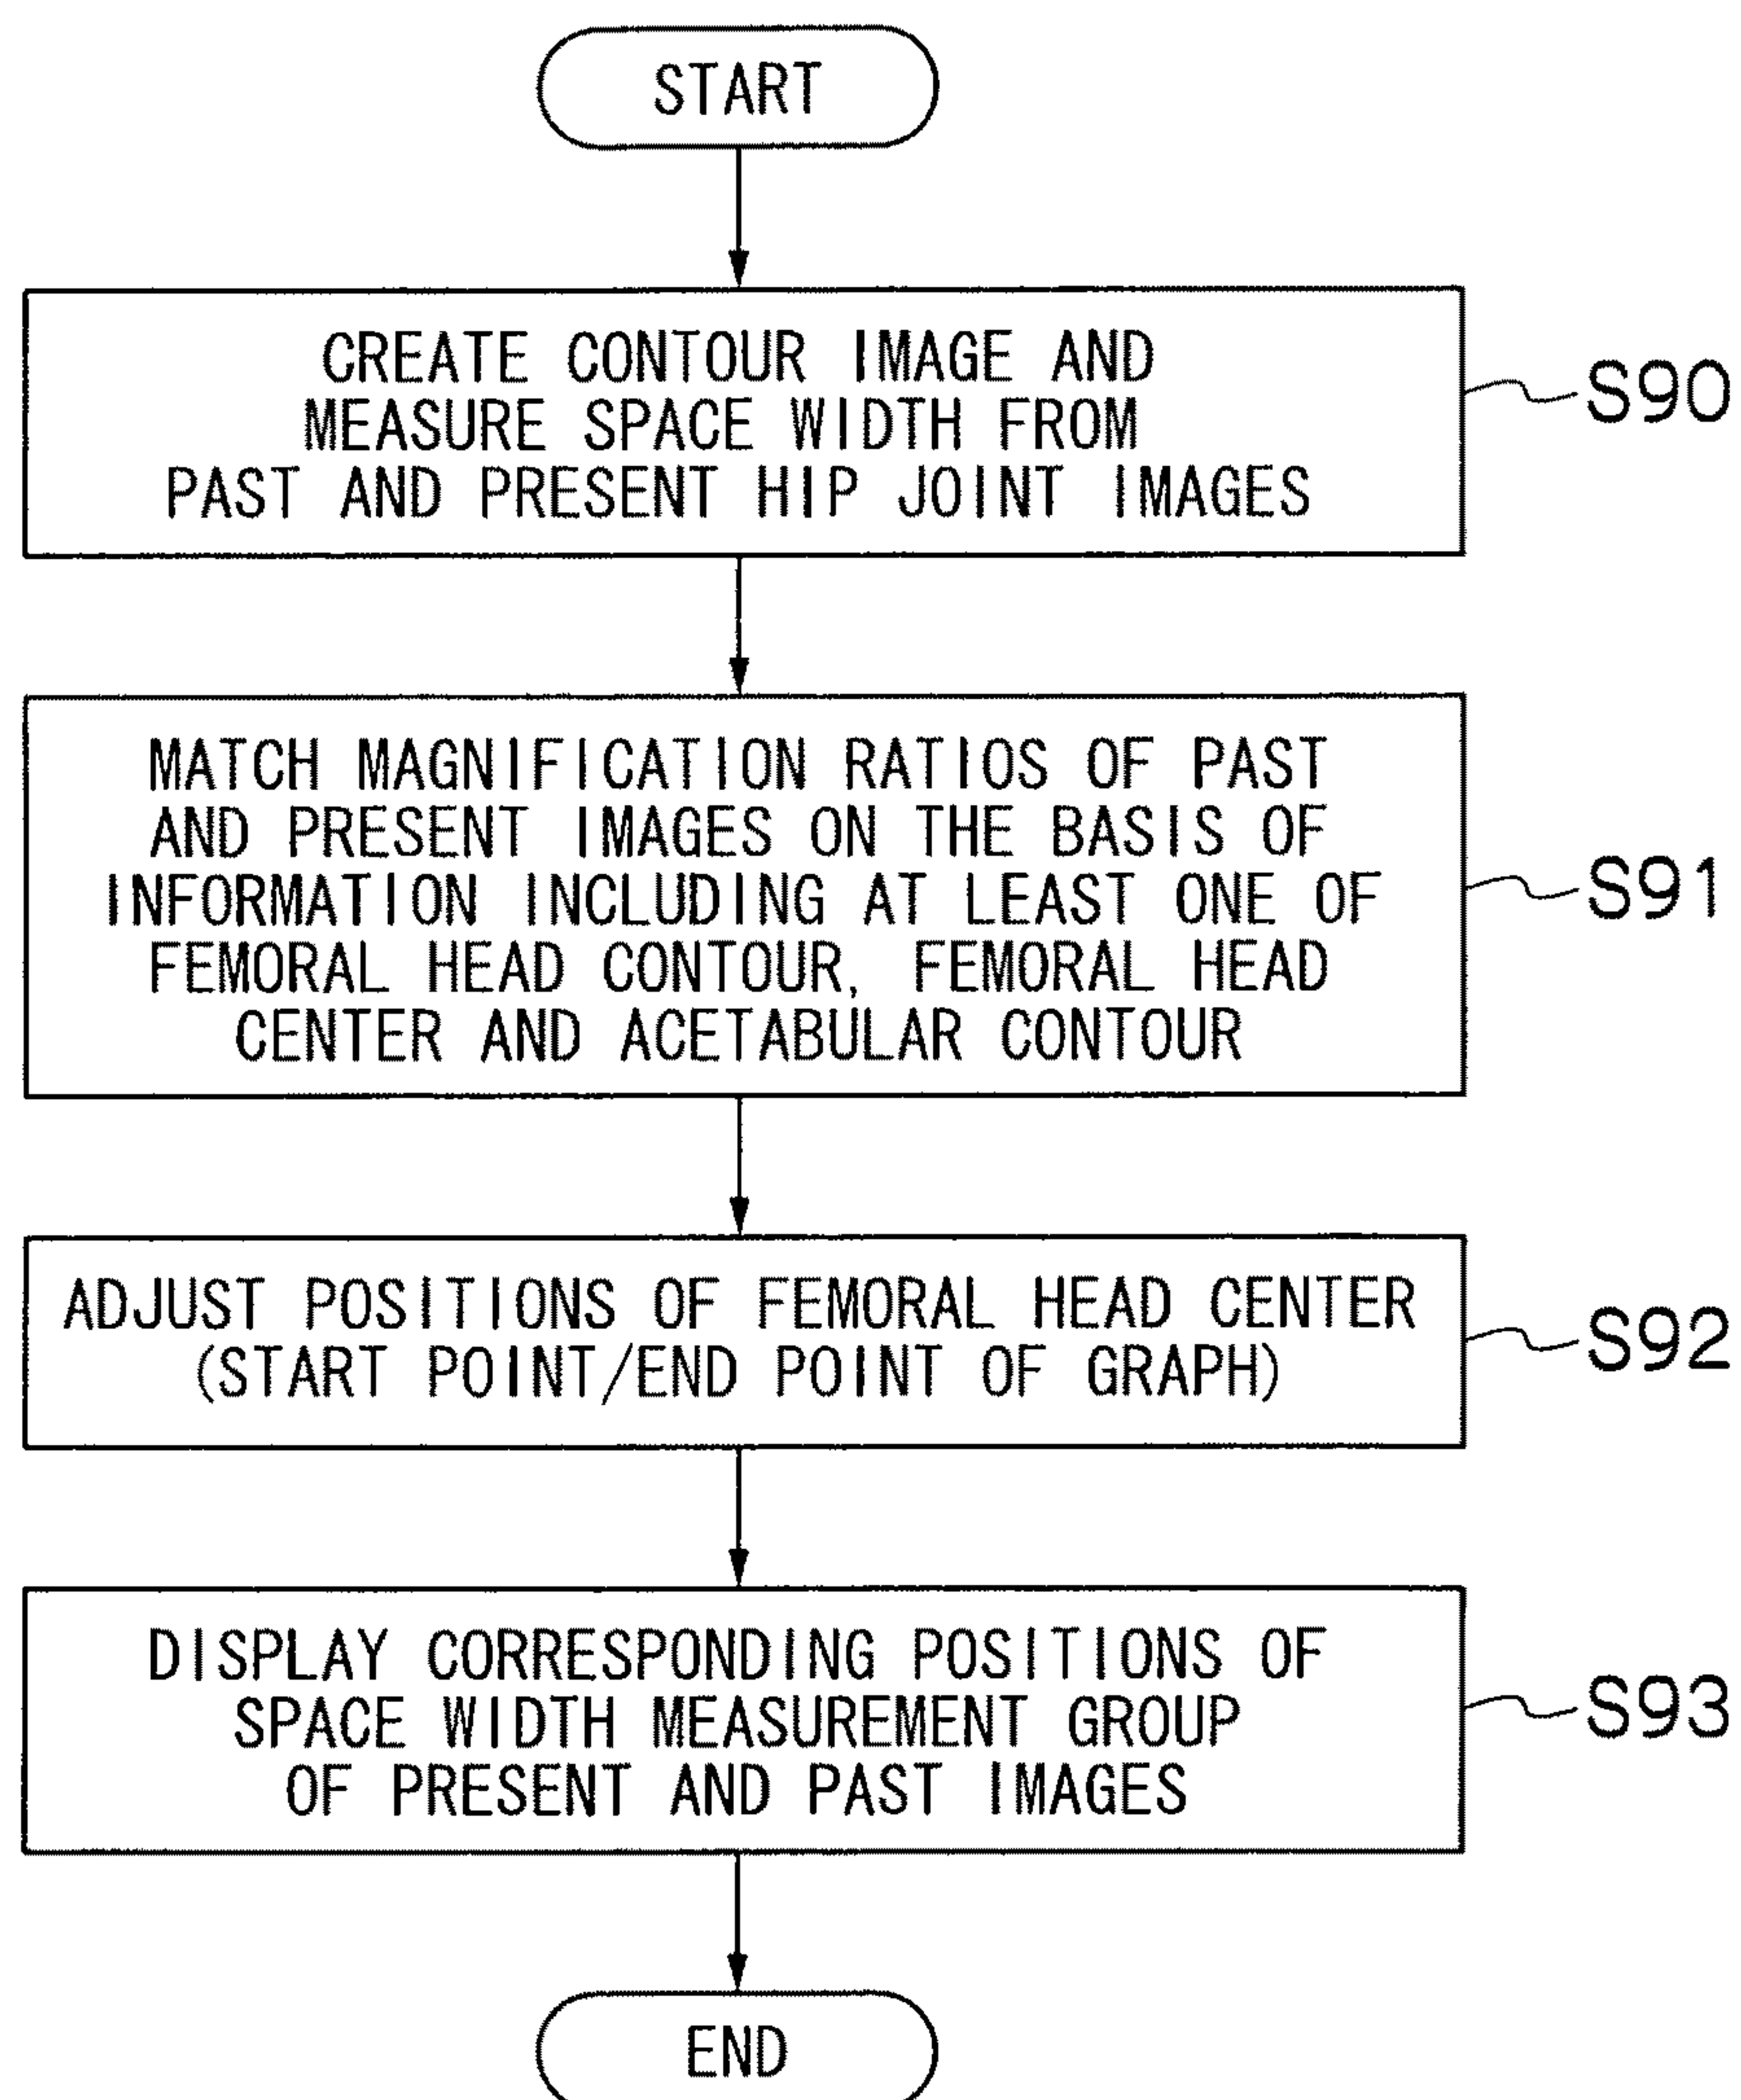 START
CREATE CONTOUR IMAGE AND
MEASURE SPACE WIDTH FROM
PAST AND PRESENT HIP JOINT IMAGES
S90
MATCH MAGNIFICATION RATIOS OF PAST
AND PRESENT IMAGES ON THE BASIS OF
INFORMATION INCLUDING AT LEAST ONE OF
FEMORAL HEAD CONTOUR, FEMORAL HEAD
CENTER AND ACETABULAR CONTOUR
S91
ADJUST POSITIONS OF FEMORAL HEAD CENTER
(START POINT/END POINT OF GRAPH)
S92
DISPLAY CORRESPONDING POSITIONS OF
SPACE WIDTH MEASUREMENT GROUP
OF PRESENT AND PAST IMAGES
S93
END